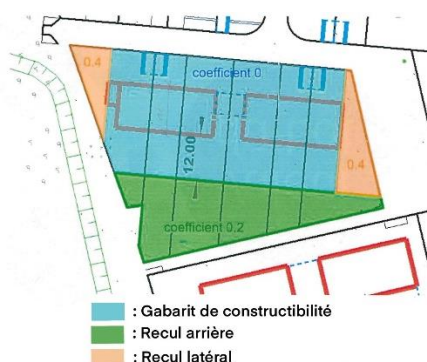 0.4
coefficient 0
12.00
0.4
coefficient 0.2
: Gabarit de constructibilité
: Recul arrière
: Recul latéral